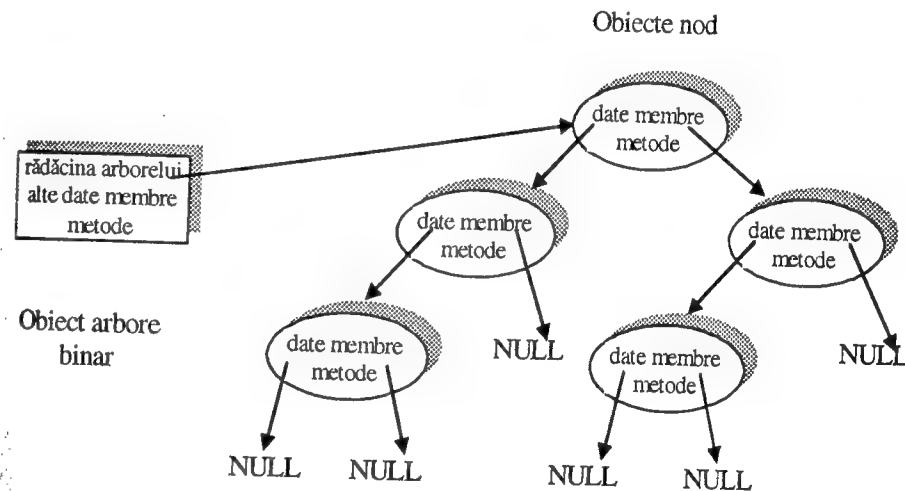 Obiecte nod
date membre
metode
rădăcina arborelui
alte date membre
metode
date membre
metode
date membre
metode
Obiect arbore
binar
date membre
metode
NULL
date membre
metode
NULL
NULL
NULL
NULL
NULL